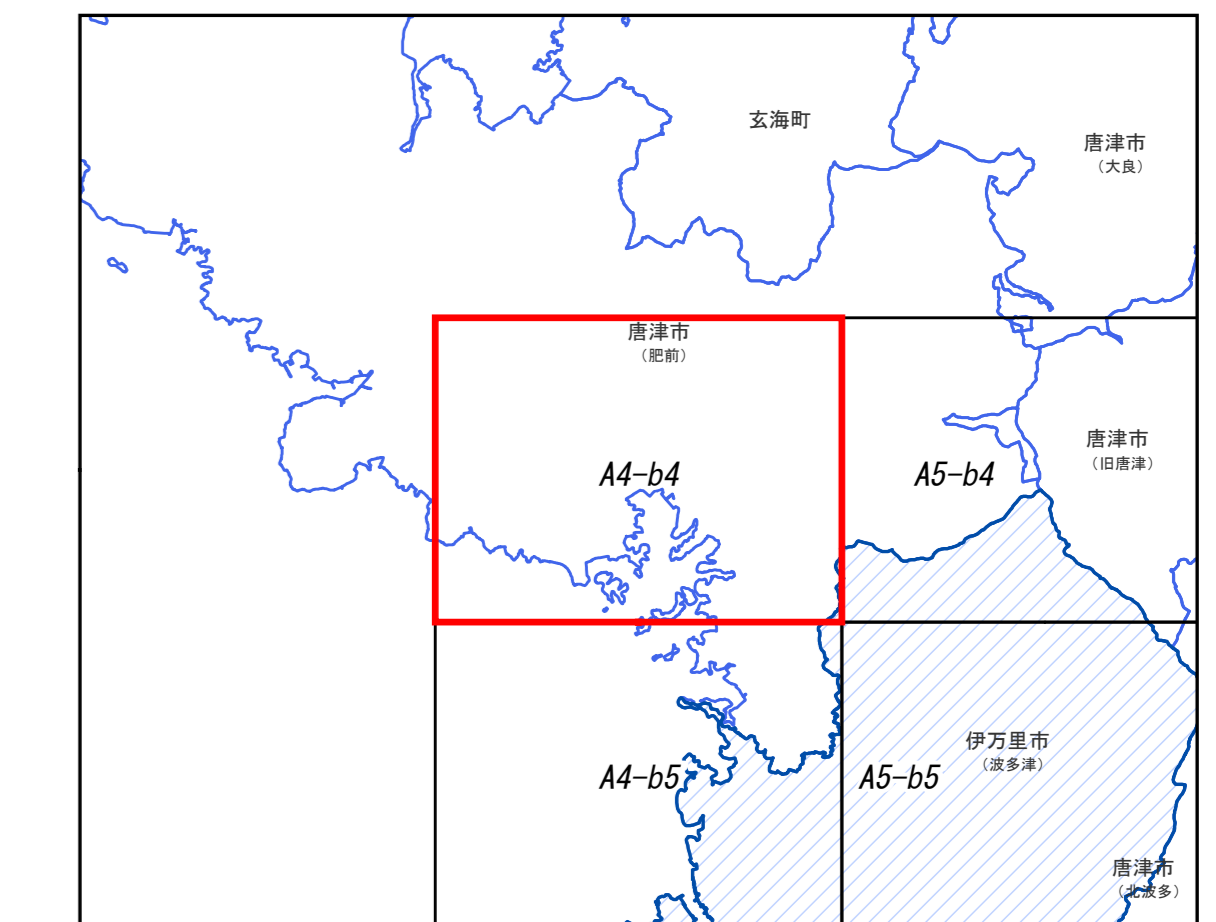 玄海町
唐津市
（大良）
唐津市
（肥前）
唐津市
（旧唐津）
A4-b4
A5-b4
伊万里市
（波多津）
A4-b5
A5-b5
唐津市
（北波多）